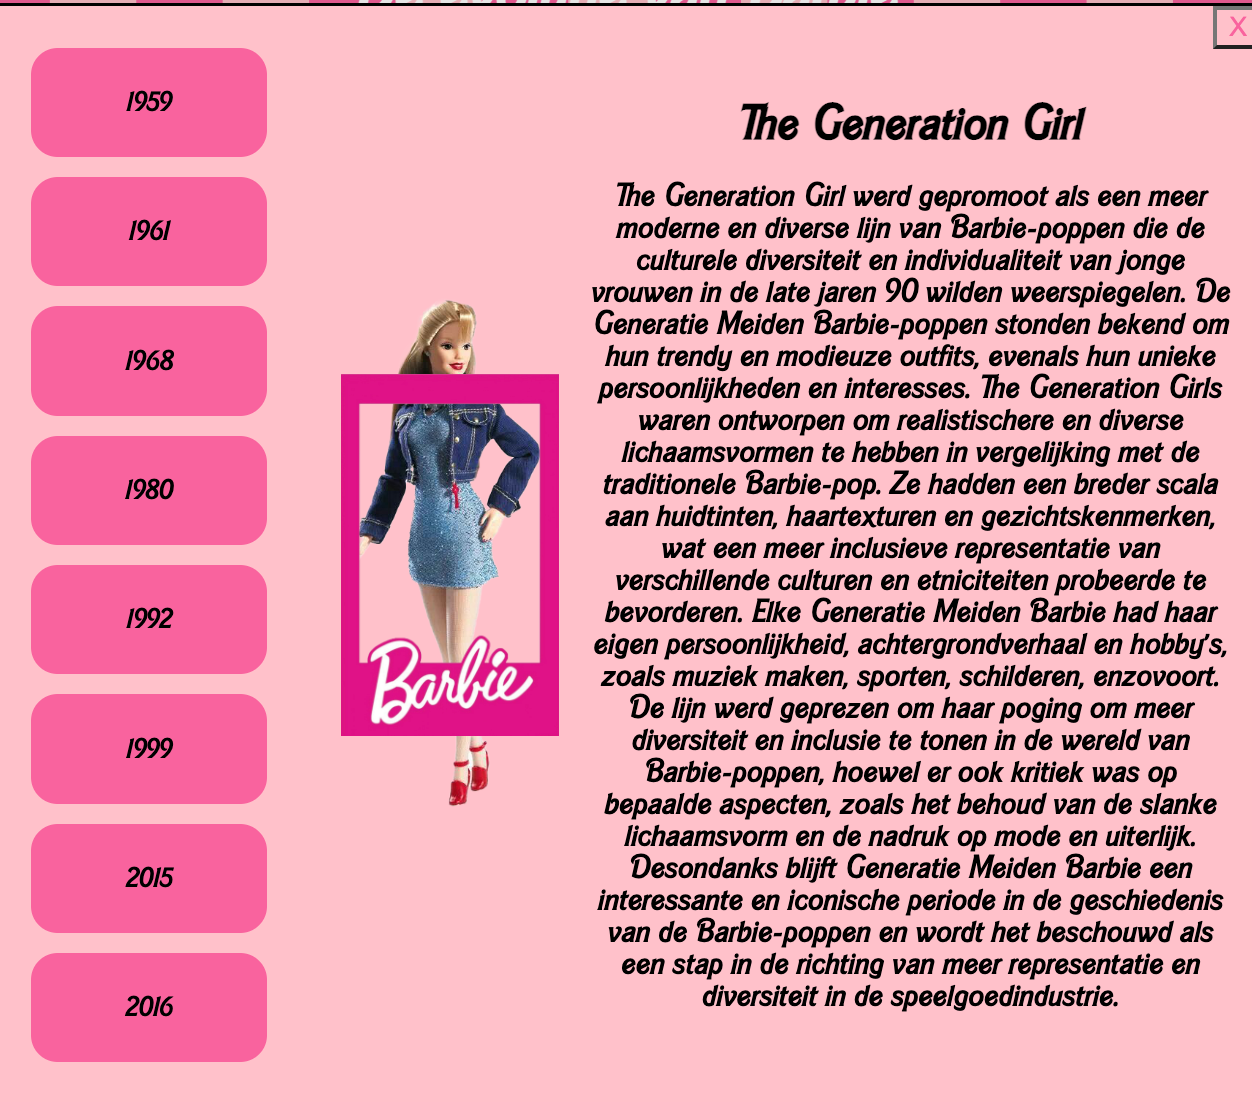 X
1959
1961
1968
1980
1992
1999
2015
2016
Barbie
The Generation Girl
The Generation Girl werd gepromoot als een meer
moderne en diverse lijn van Barbie-poppen die de
culturele diversiteit en individualiteit van jonge
vrouwen in de late jaren 90 wilden weerspiegelen. De
Generatie Meiden Barbie-poppen stonden bekend om
hun trendy en modieuze outfits, evenals hun unieke
persoonlijkheden en interesses. The Generation Girls
waren ontworpen om realistischere en diverse
lichaamsvormen te hebben in vergelijking met de
traditionele Barbie-pop. Ze hadden een breder scala
aan huidtinten, haartexturen en gezichtskenmerken,
wat een meer inclusieve representatie van
verschillende culturen en etniciteiten probeerde te
bevorderen. Elke Generatie Meiden Barbie had haar
eigen persoonlijkheid, achtergrondverhaal en hobby's,
zoals muziek maken, sporten, schilderen, enzovoort.
De lijn werd geprezen om haar poging om meer
diversiteit en inclusie te tonen in de wereld van
Barbie-poppen, hoewel er ook kritiek was op
bepaalde aspecten, zoals het behoud van de slanke
lichaamsvorm en de nadruk op mode en uiterlijk.
Desondanks blijft Generatie Meiden Barbie een
interessante en iconische periode in de geschiedenis
van de Barbie-poppen en wordt het beschouwd als
een stap in de richting van meer representatie en
diversiteit in de speelgoedindustrie.